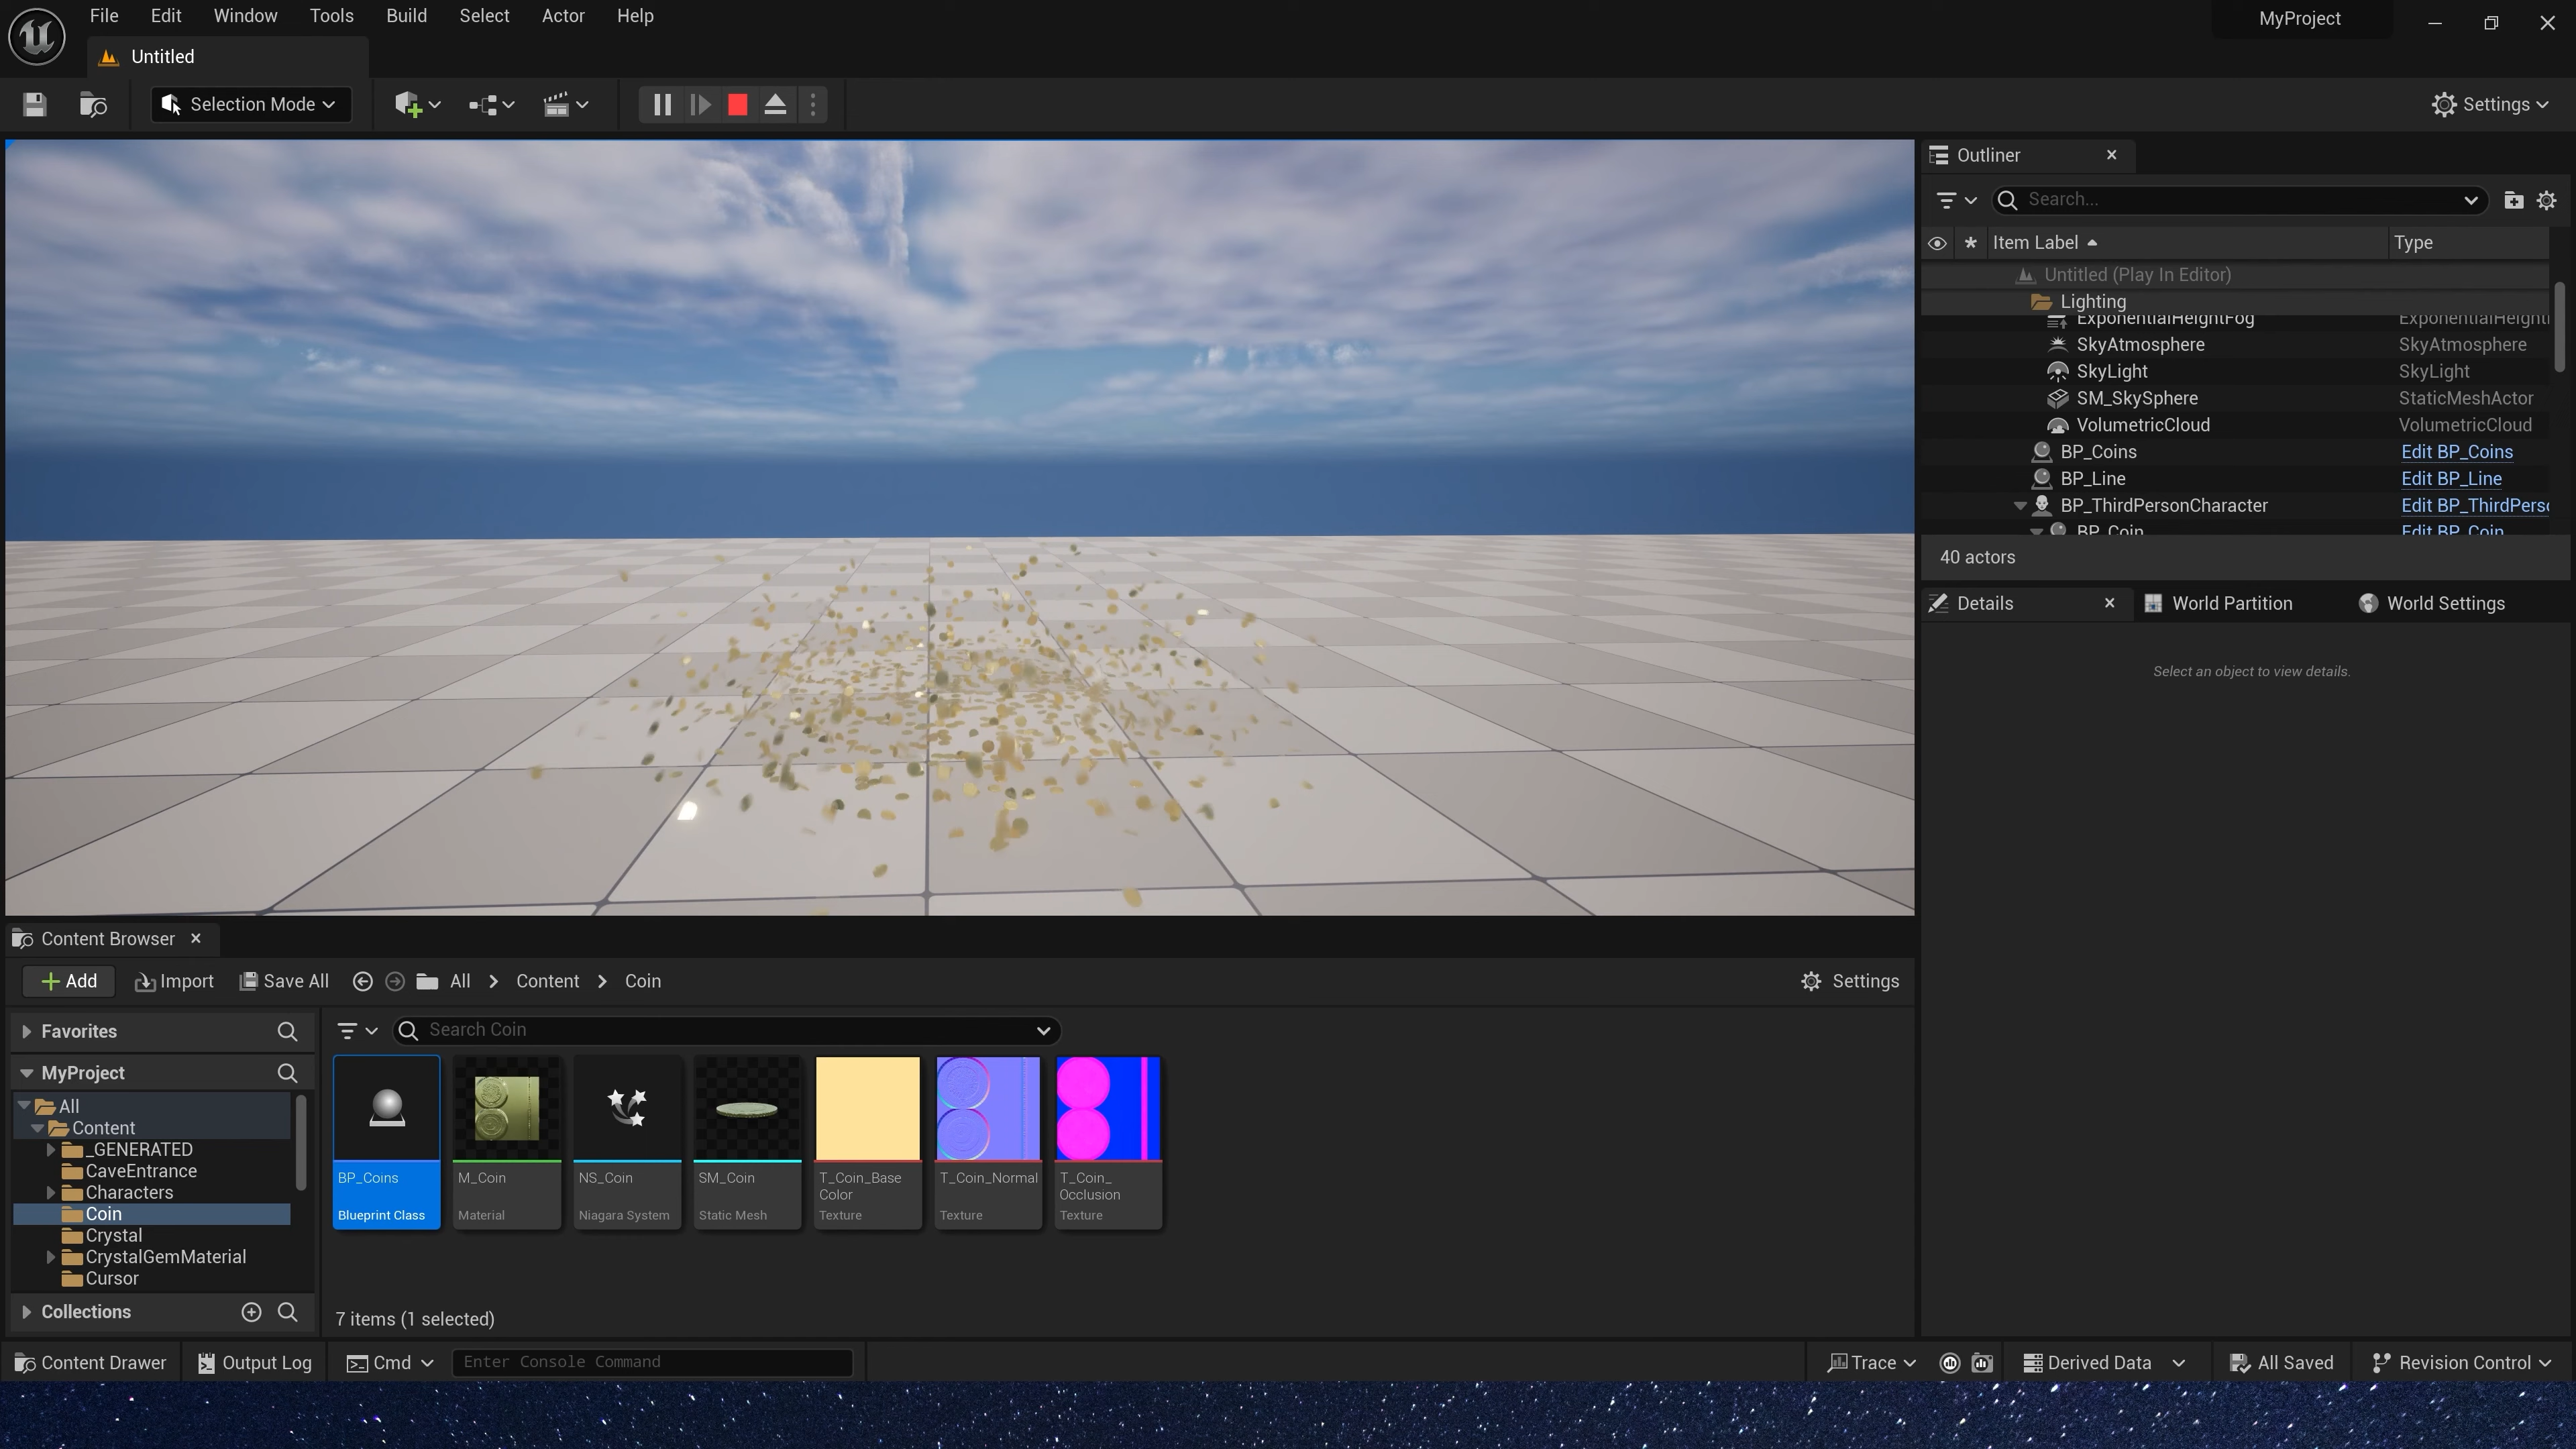 File Edit Window Tools Build Select Actor Help
MyProject
Untitled
Selection Mode
Settings
Outliner
Search...
Item Label Type
Untitled (Play In Editor)
Lighting
ExponentialHeightFog ExponentialHeight
SkyAtmosphere SkyAtmosphere
SkyLight SkyLight
SM_SkySphere StaticMeshActor
VolumetricCloud VolumetricCloud
BP_Coins Edit BP_Coins
BP_Line Edit BP_Line
BP_ThirdPersonCharacter Edit BP_ThirdPers
BP_Coin Edit BP_Coin
40 actors
Details World Partition World Settings
Select an object to view details.
Content Browser
Add Import Save All All Content Coin Settings
Favorites
Search Coin
MyProject
All
Content
_GENERATED
CaveEntrance
Characters
Coin
Crystal
CrystalGemMaterial
Cursor
Collections
BP_Coins
Blueprint Class
M_Coin
Material
NS_Coin
Niagara System
SM_Coin
Static Mesh
T_Coin_Base
Color
Texture
T_Coin_Normal
Texture
T_Coin_
Occlusion
Texture
7 items (1 selected)
Content Drawer Output Log Cmd Enter Console Command Trace Derived Data All Saved Revision Control